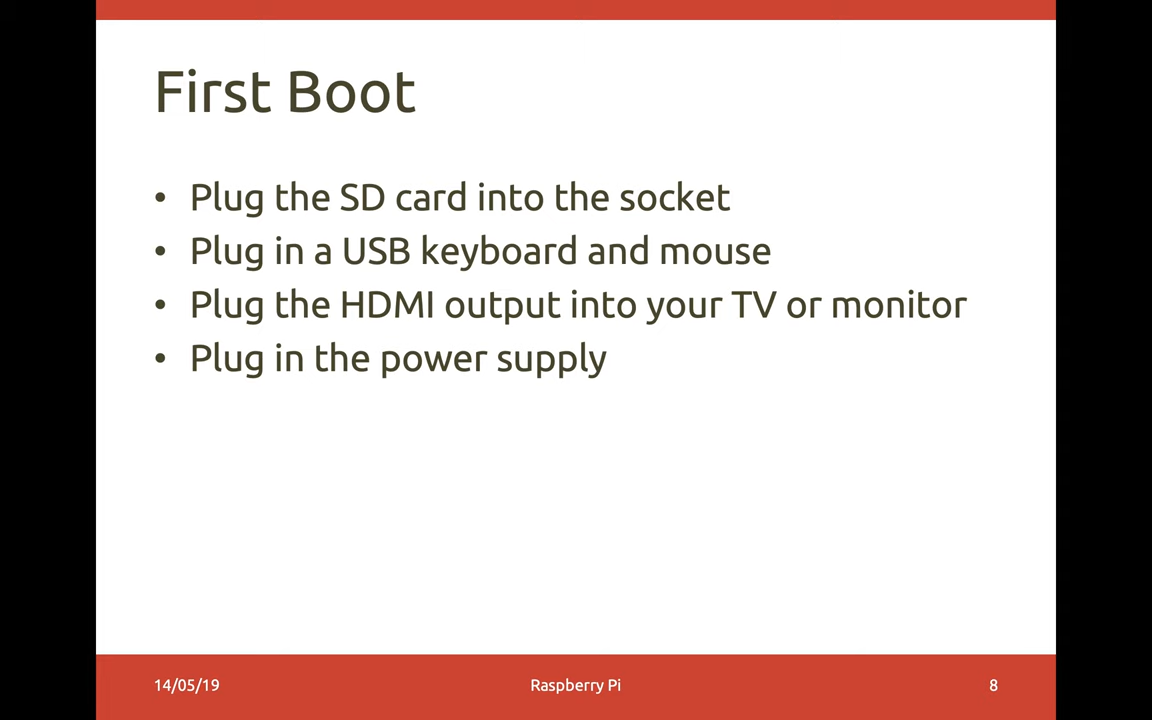 First Boot
• Plug the SD card into the socket
• Plug in a USB keyboard and mouse
• Plug the HDMI output into your TV or monitor
• Plug in the power supply
14/05/19
Raspberry Pi
8